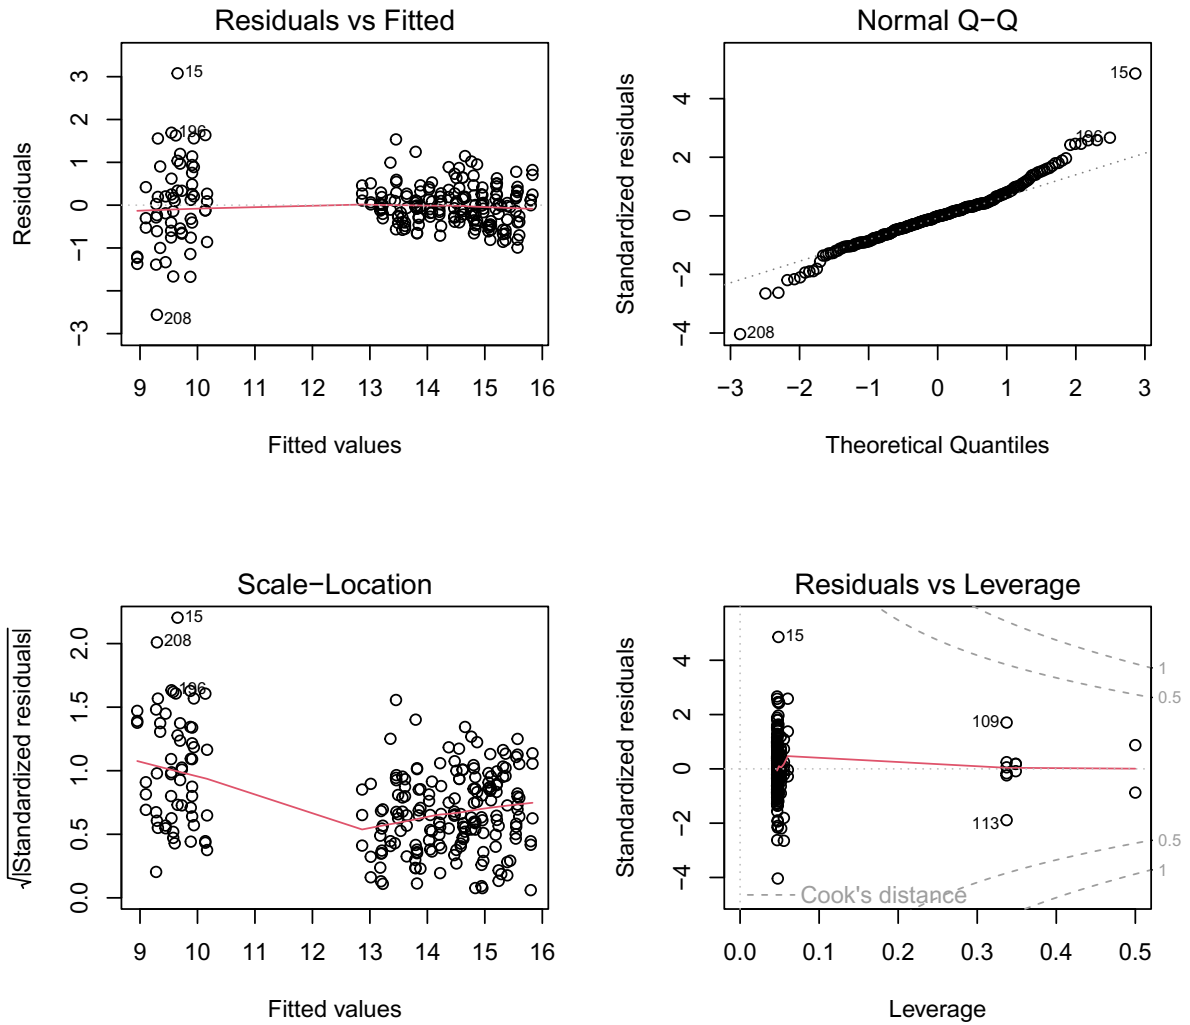 Residuals vs Fitted
Residuals
3
2
1
0
−1
−3
15
196
208
9 10 11 12 13 14 15 16
Fitted values
Normal Q−Q
Standardized residuals
4
2
0
−2
−4
15
196
208
−3 −2 −1 0 1 2 3
Theoretical Quantiles
Scale−Location
√|Standardized residuals|
2.0
1.5
1.0
0.5
0.0
15
208
196
9 10 11 12 13 14 15 16
Fitted values
Residuals vs Leverage
Standardized residuals
4
2
0
−2
−4
15
109
113
1
0.5
0.5
1
Cook's distance
0.0 0.1 0.2 0.3 0.4 0.5
Leverage